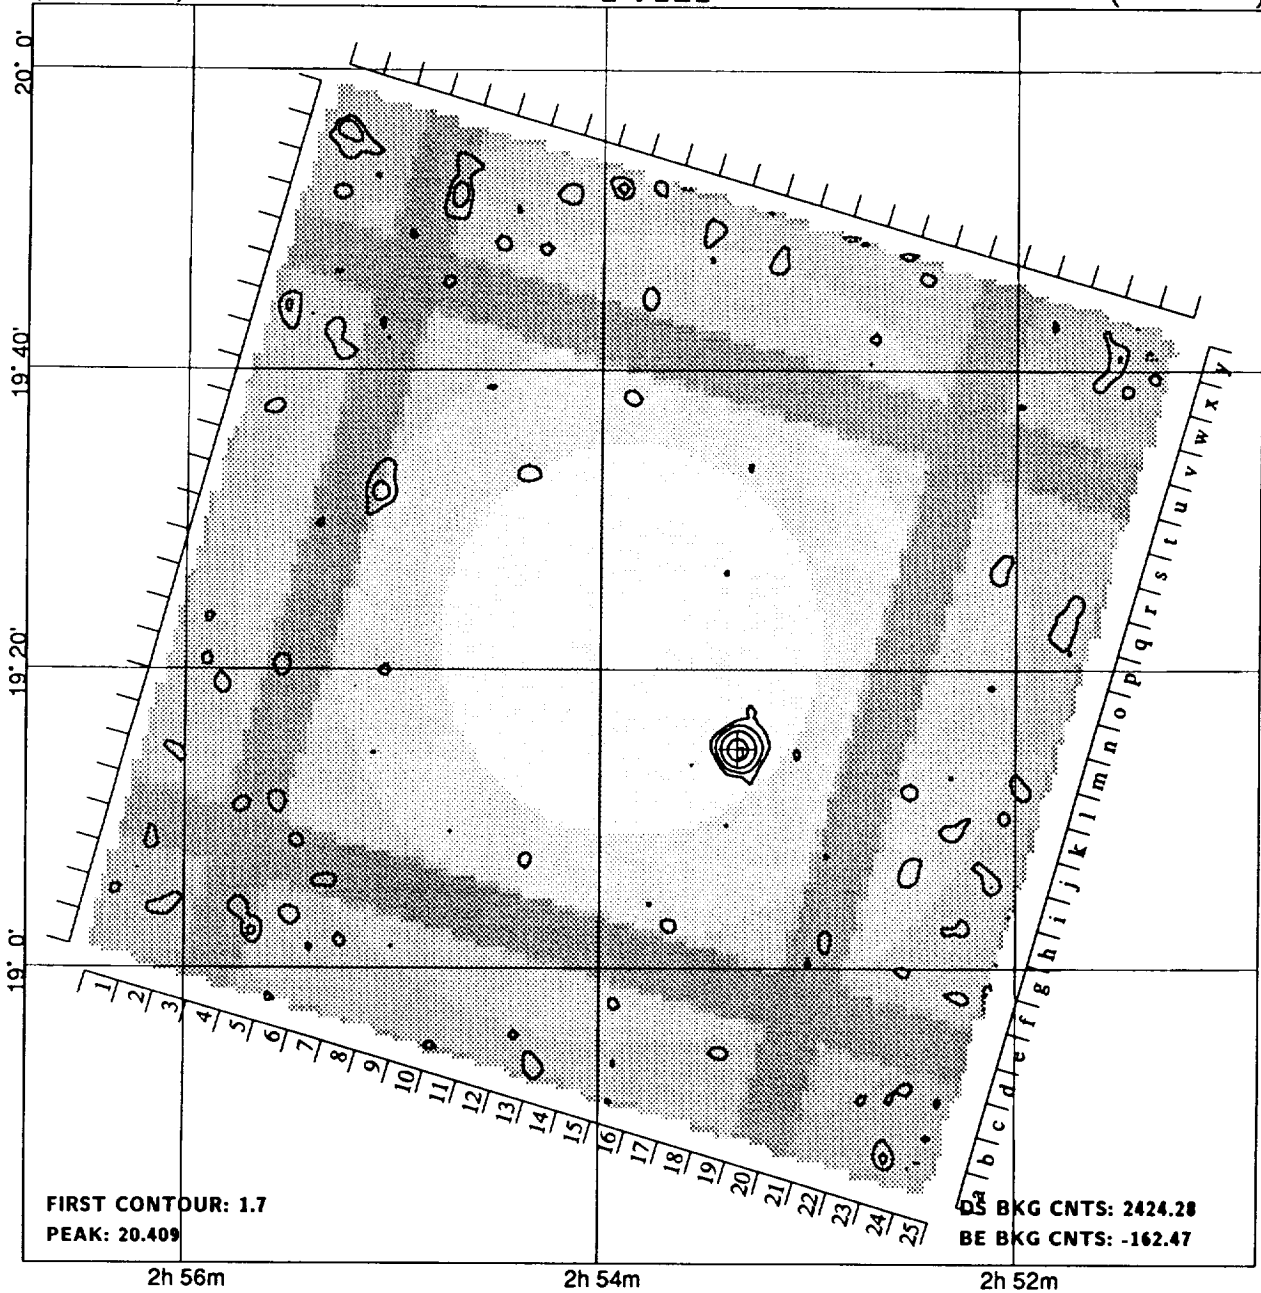 20° 0'
19° 40'
19° 20'
19° 0'
y
x
w
v
u
t
s
r
q
p
o
n
m
l
k
j
i
h
g
f
e
d
c
b
a
1 2 3 4 5 6 7 8 9 10 11 12 13 14 15 16 17 18 19 20 21 22 23 24 25
FIRST CONTOUR: 1.7
PEAK: 20.409
DS BKG CNTS: 2424.28
BE BKG CNTS: -162.47
2h 56m 2h 54m 2h 52m